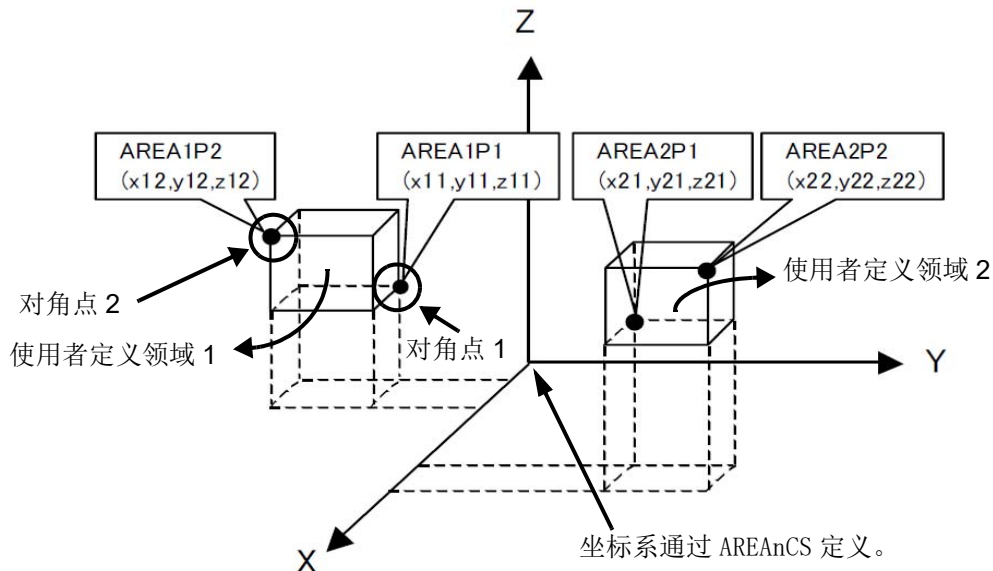 Z
AREA1P2
(x12,y12,z12)
AREA1P1
(x11,y11,z11)
AREA2P1
(x21,y21,z21)
AREA2P2
(x22,y22,z22)
使用者定义领域 2
对角点 2
使用者定义领域 1
对角点 1
Y
X
坐标系通过 AREAnCS 定义。